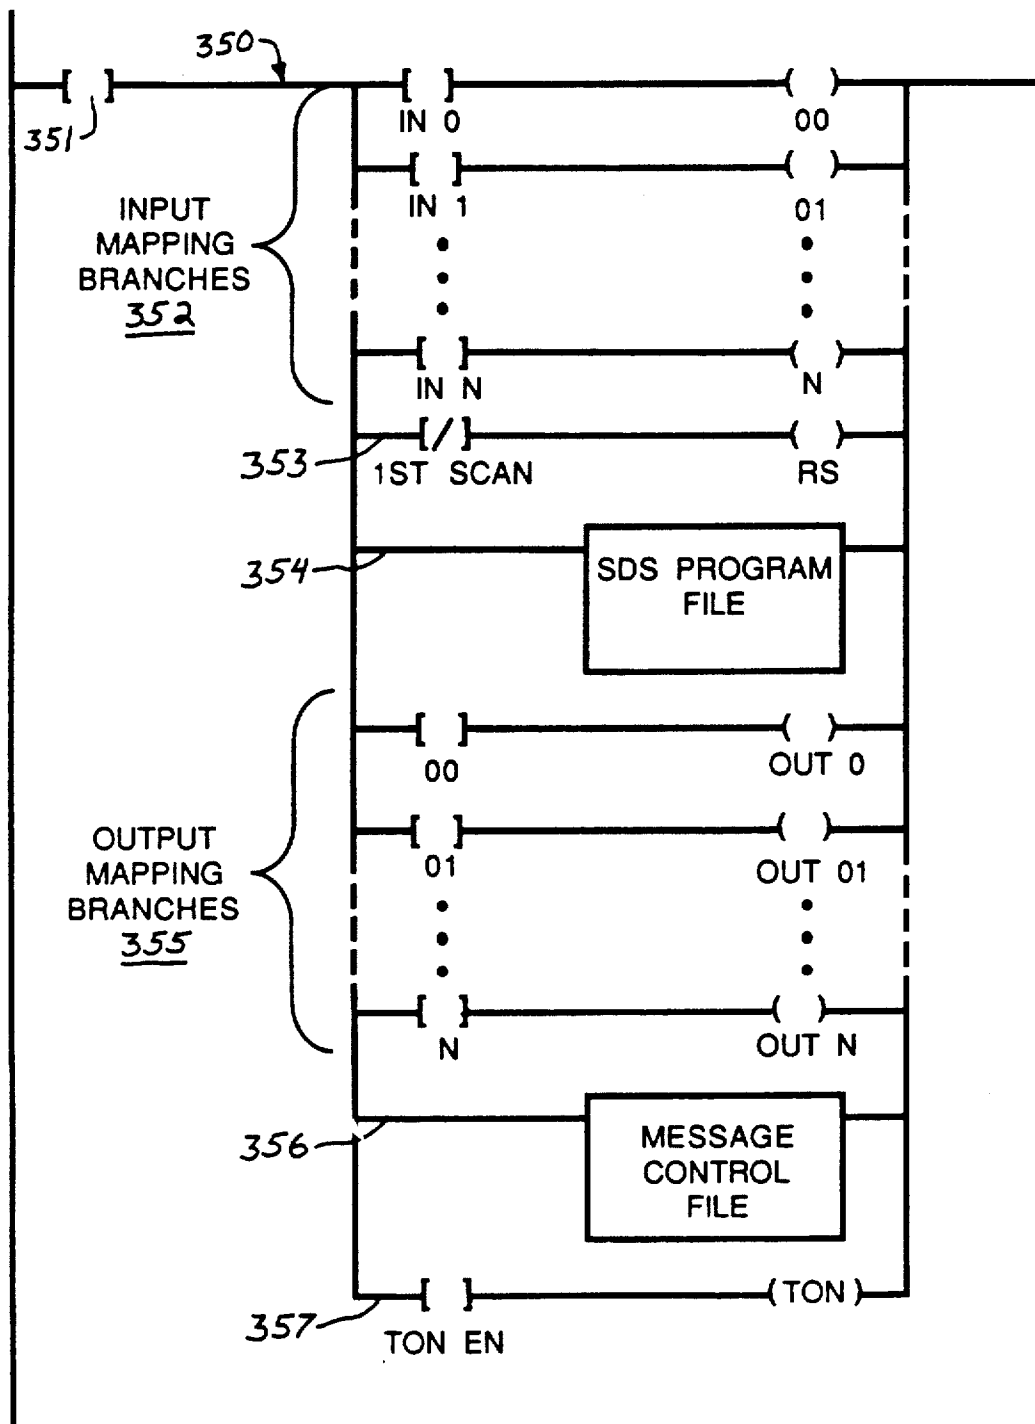 350
351
IN 0 00
IN 1 01
INPUT
MAPPING
BRANCHES
352
IN N N
353
1ST SCAN RS
354
SDS PROGRAM
FILE
00 OUT 0
01 OUT 01
OUTPUT
MAPPING
BRANCHES
355
N OUT N
356
MESSAGE
CONTROL
FILE
(TON)
357
TON EN